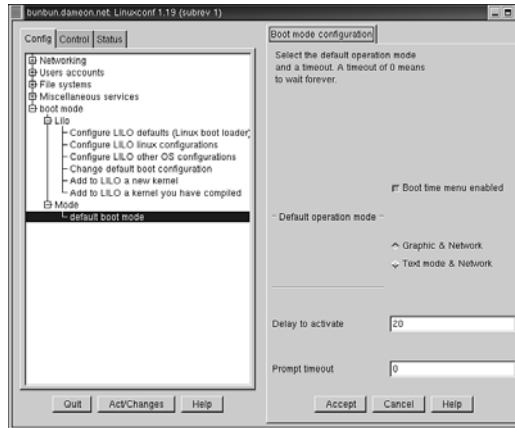 bunbun.dameon.net: Linuxconf 1.19 (subrev 1)
Config Control Status
Networking
Users accounts
File systems
Miscellaneous services
boot mode
Lilo
Configure LILO defaults (Linux boot loader)
Configure LILO linux configurations
Configure LILO other OS configurations
Change default boot configuration
Add to LILO a new kernel
Add to LILO a kernel you have compiled
Mode
default boot mode
Quit Act/Changes Help
Boot mode configuration
Select the default operation mode
and a timeout. A timeout of 0 means
to wait forever.
Boot time menu enabled
Default operation mode
Graphic & Network
Text mode & Network
Delay to activate 20
Prompt timeout 0
Accept Cancel Help